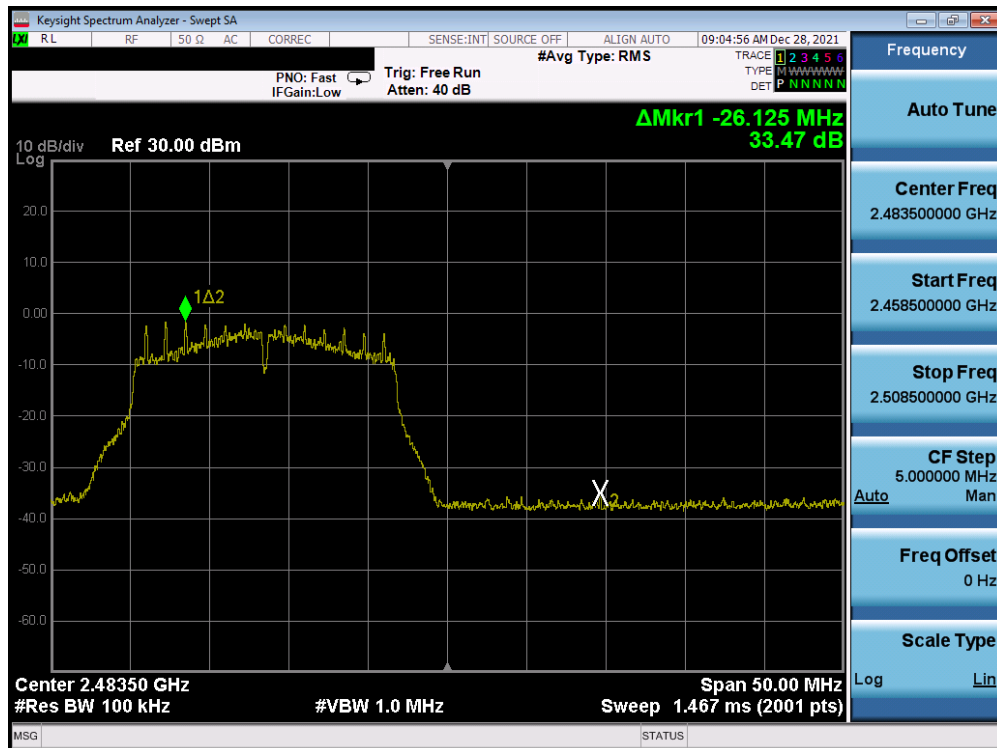 Keysight Spectrum Analyzer - Swept SA
LXI RL RF 50 Ω AC CORREC SENSE:INT SOURCE OFF ALIGN AUTO 09:04:56 AM Dec 28, 2021
#Avg Type: RMS
TRACE 1 2 3 4 5 6
TYPE M W W W W W
DET P N N N N N
PNO: Fast
IFGain:Low
Trig: Free Run
Atten: 40 dB
ΔMkr1 -26.125 MHz
33.47 dB
10 dB/div
Log
Ref 30.00 dBm
20.0
10.0
0.00
-10.0
-20.0
-30.0
-40.0
-50.0
-60.0
1Δ2
X2
Center 2.48350 GHz
Span 50.00 MHz
#Res BW 100 kHz
#VBW 1.0 MHz
Sweep 1.467 ms (2001 pts)
MSG
STATUS
Frequency
Auto Tune
Center Freq
2.483500000 GHz
Start Freq
2.458500000 GHz
Stop Freq
2.508500000 GHz
CF Step
5.000000 MHz
Auto Man
Freq Offset
0 Hz
Scale Type
Log Lin